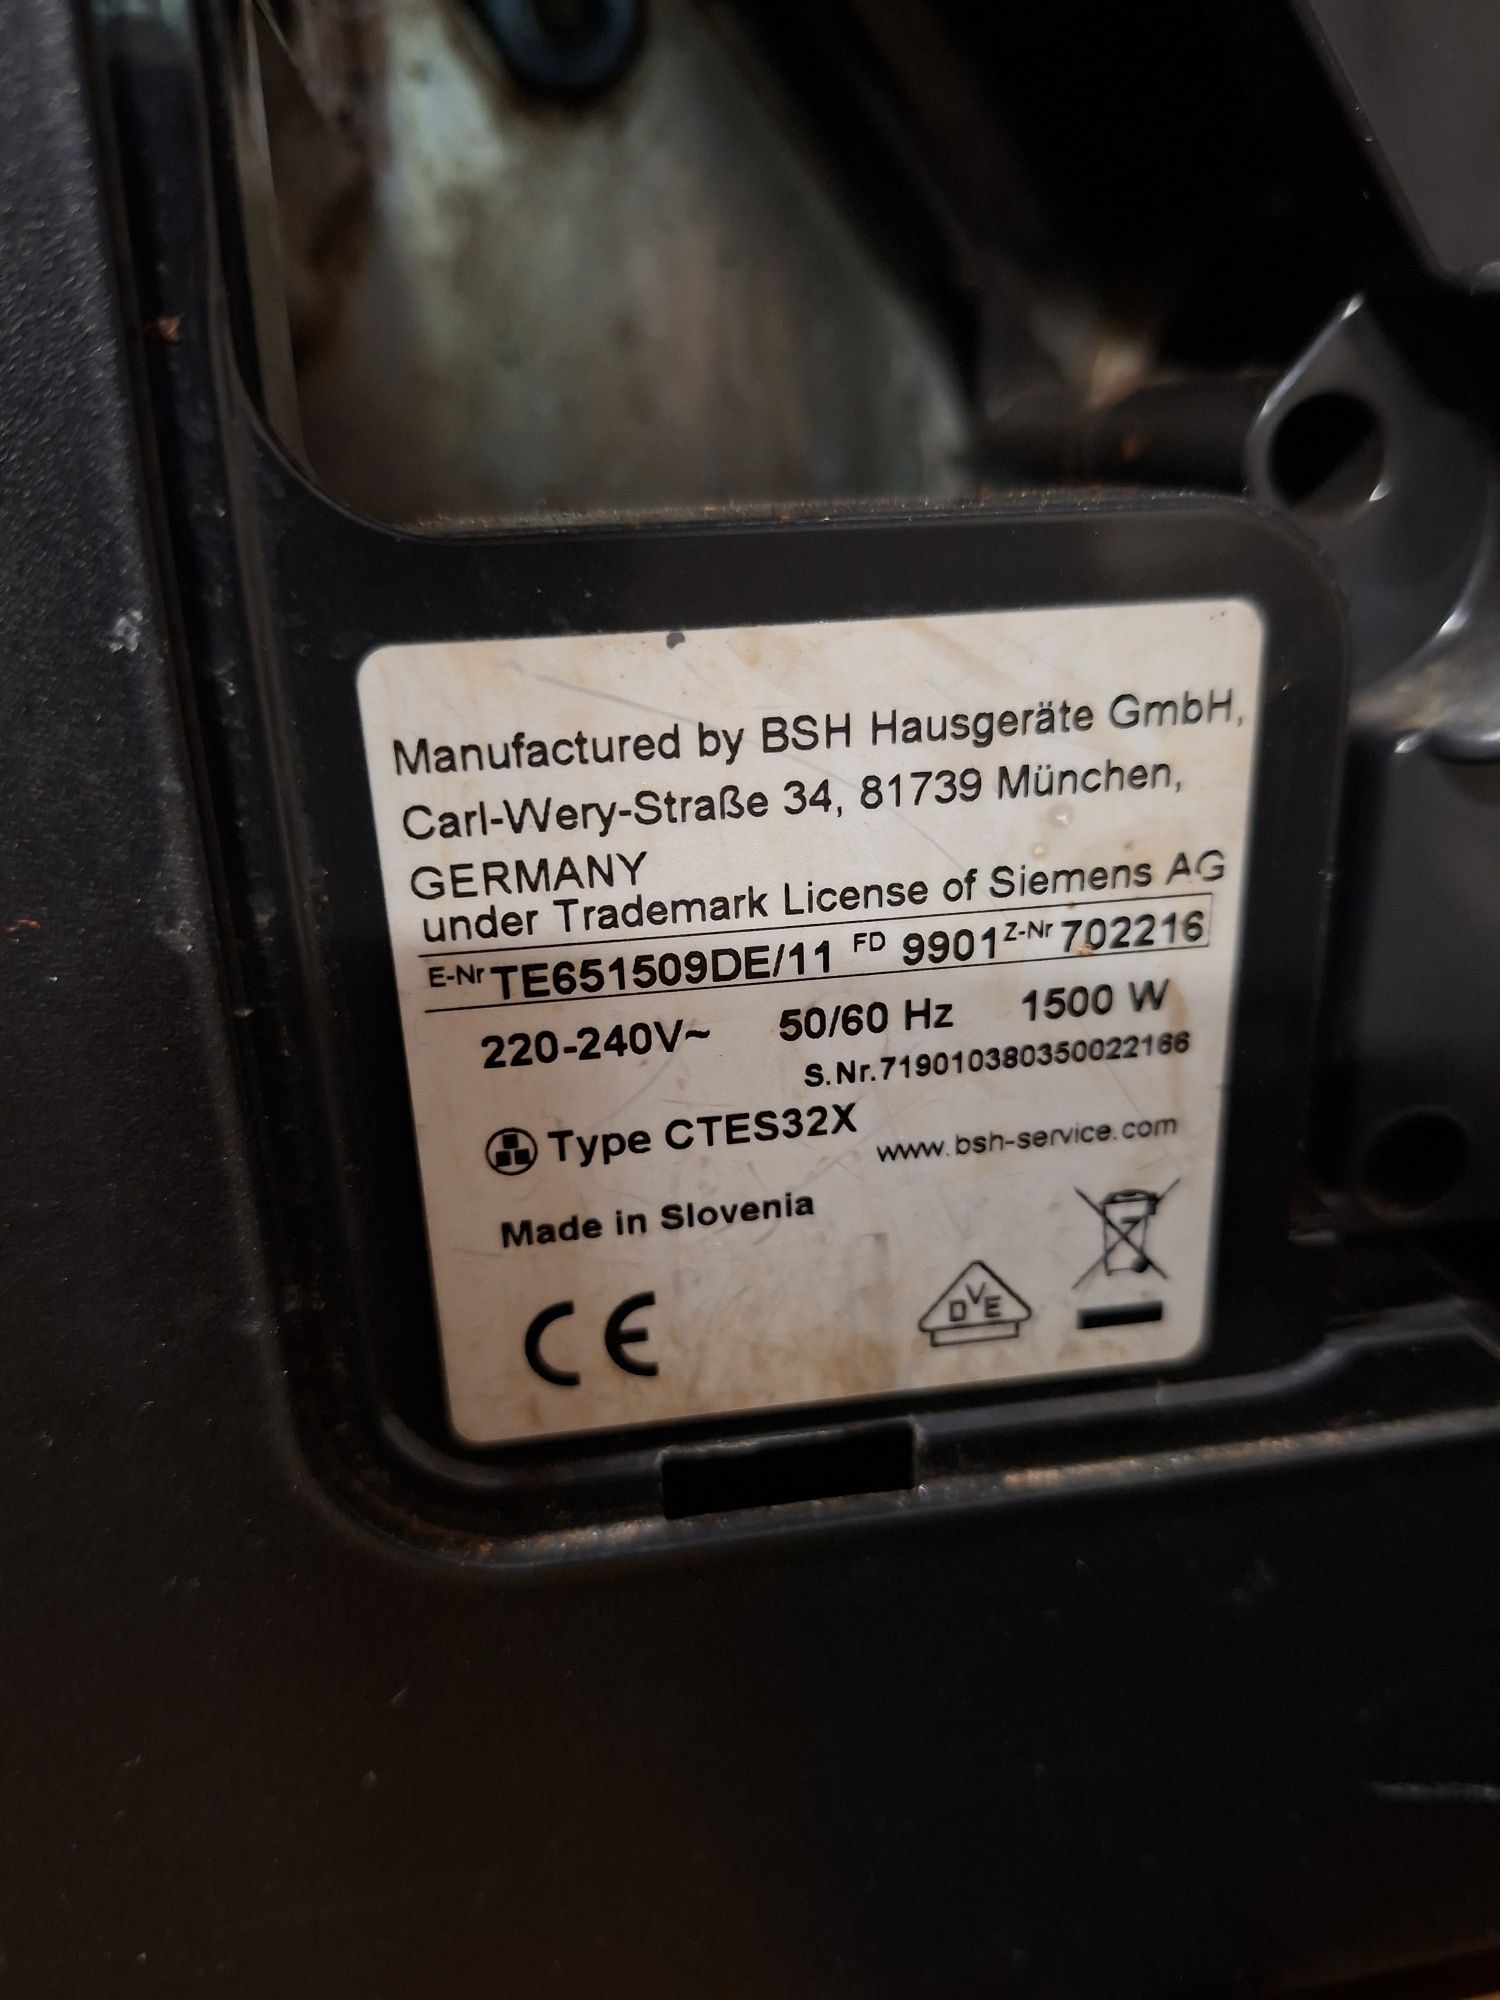 Manufactured by BSH Hausgeräte GmbH,
Carl-Wery-Straße 34, 81739 München,
GERMANY
under Trademark License of Siemens AG
E-Nr TE651509DE/11 FD 9901 Z-Nr 702216
220-240V~ 50/60 Hz 1500 W
S.Nr.719010380350022166
Type CTES32X
www.bsh-service.com
Made in Slovenia
CE
DVE